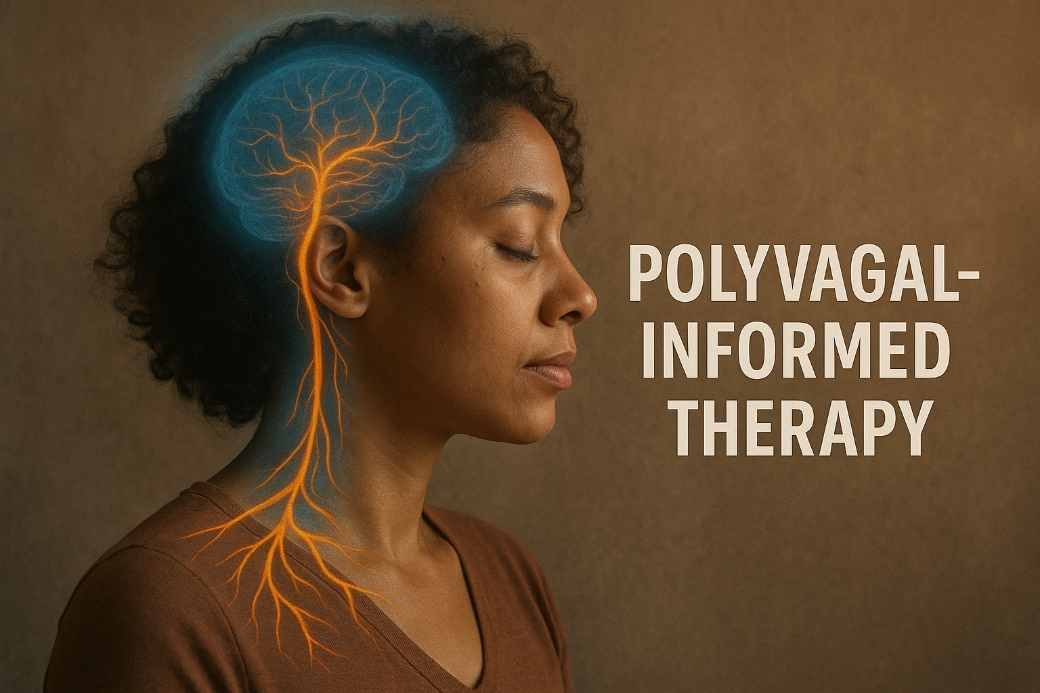 POLYVAGAL-
INFORMED
THERAPY